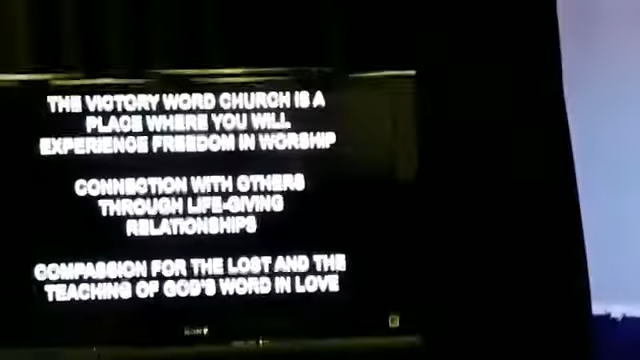 THE VICTORY WORD CHURCH IS A
PLACE WHERE YOU WILL
EXPERIENCE FREEDOM IN WORSHIP
CONNECTION WITH OTHERS
THROUGH LIFE-GIVING
RELATIONSHIPS
COMPASSION FOR THE LOST AND THE
TEACHING OF GOD'S WORD IN LOVE
SONY